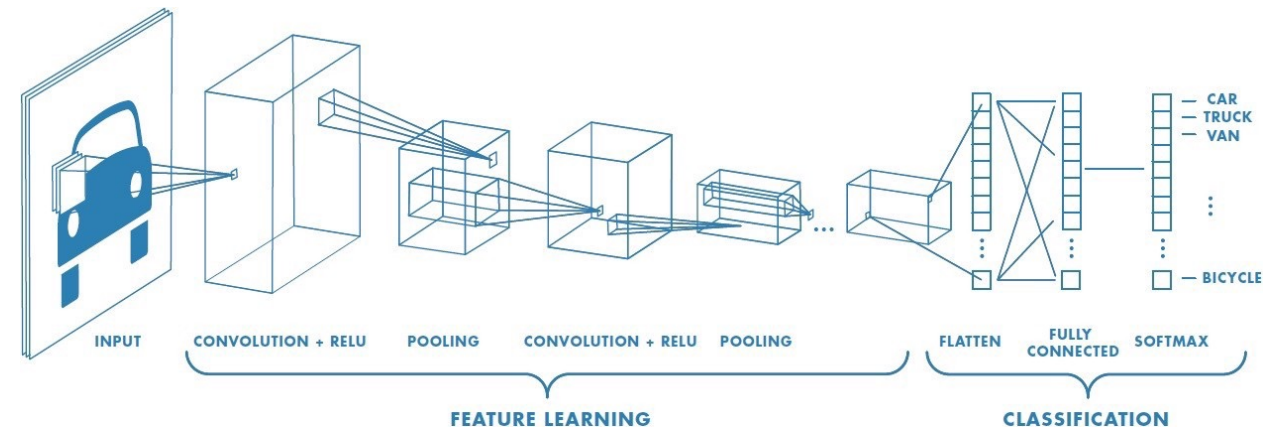 CAR
TRUCK
VAN
BICYCLE
INPUT
CONVOLUTION + RELU
POOLING
CONVOLUTION + RELU
POOLING
FLATTEN
FULLY
CONNECTED
SOFTMAX
FEATURE LEARNING
CLASSIFICATION